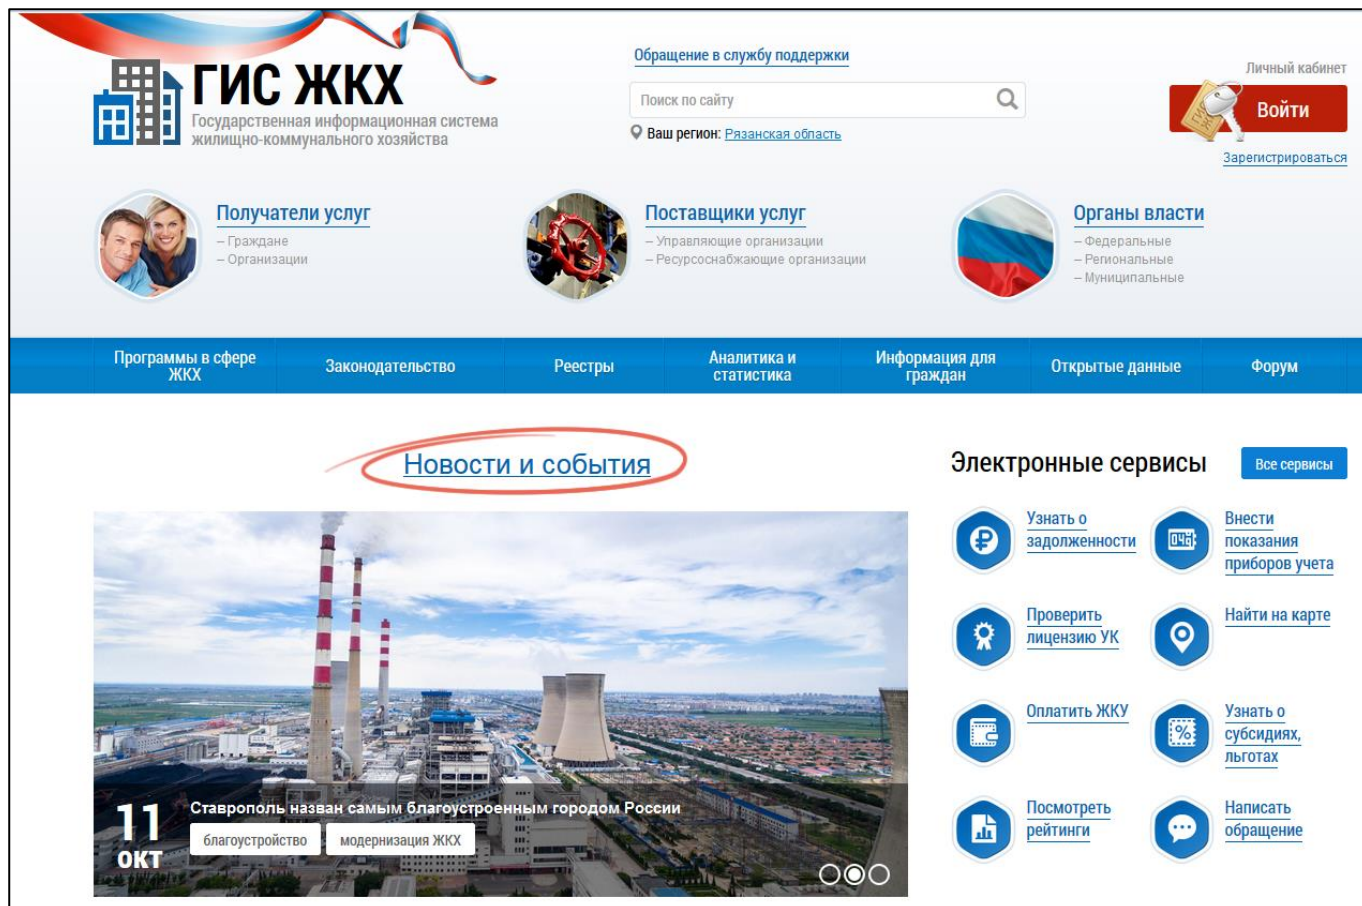 Обращение в службу поддержки
Личный кабинет
ГИС ЖКХ
Государственная информационная система
жилищно-коммунального хозяйства
Поиск по сайту
Ваш регион: Рязанская область
ГИС ЖКХ
Войти
Зарегистрироваться
Получатели услуг
– Граждане
– Организации
Поставщики услуг
– Управляющие организации
– Ресурсоснабжающие организации
Органы власти
– Федеральные
– Региональные
– Муниципальные
Программы в сфере
ЖКХ
Законодательство
Реестры
Аналитика и
статистика
Информация для
граждан
Открытые данные
Форум
Новости и события
11
ОКТ
Ставрополь назван самым благоустроенным городом России
благоустройство
модернизация ЖКХ
Электронные сервисы
Все сервисы
Узнать о
задолженности
Внести
показания
приборов учета
Проверить
лицензию УК
Найти на карте
Оплатить ЖКУ
Узнать о
субсидиях,
льготах
Посмотреть
рейтинги
Написать
обращение